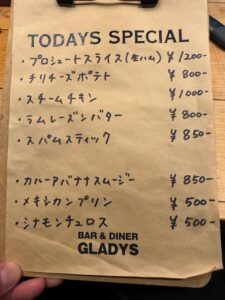 TODAYS SPECIAL
・プロシュートスライス(生ハム) ¥1200-
・チリチーズポテト ¥800-
・スチームチキン ¥1000-
・ラムレーズンバター ¥800-
・スパムスティック ¥850-
・カルーアバナナスムージー ¥850-
・メキシカンプリン ¥500-
・シナモンチュロス ¥500-
BAR & DINER
GLADYS